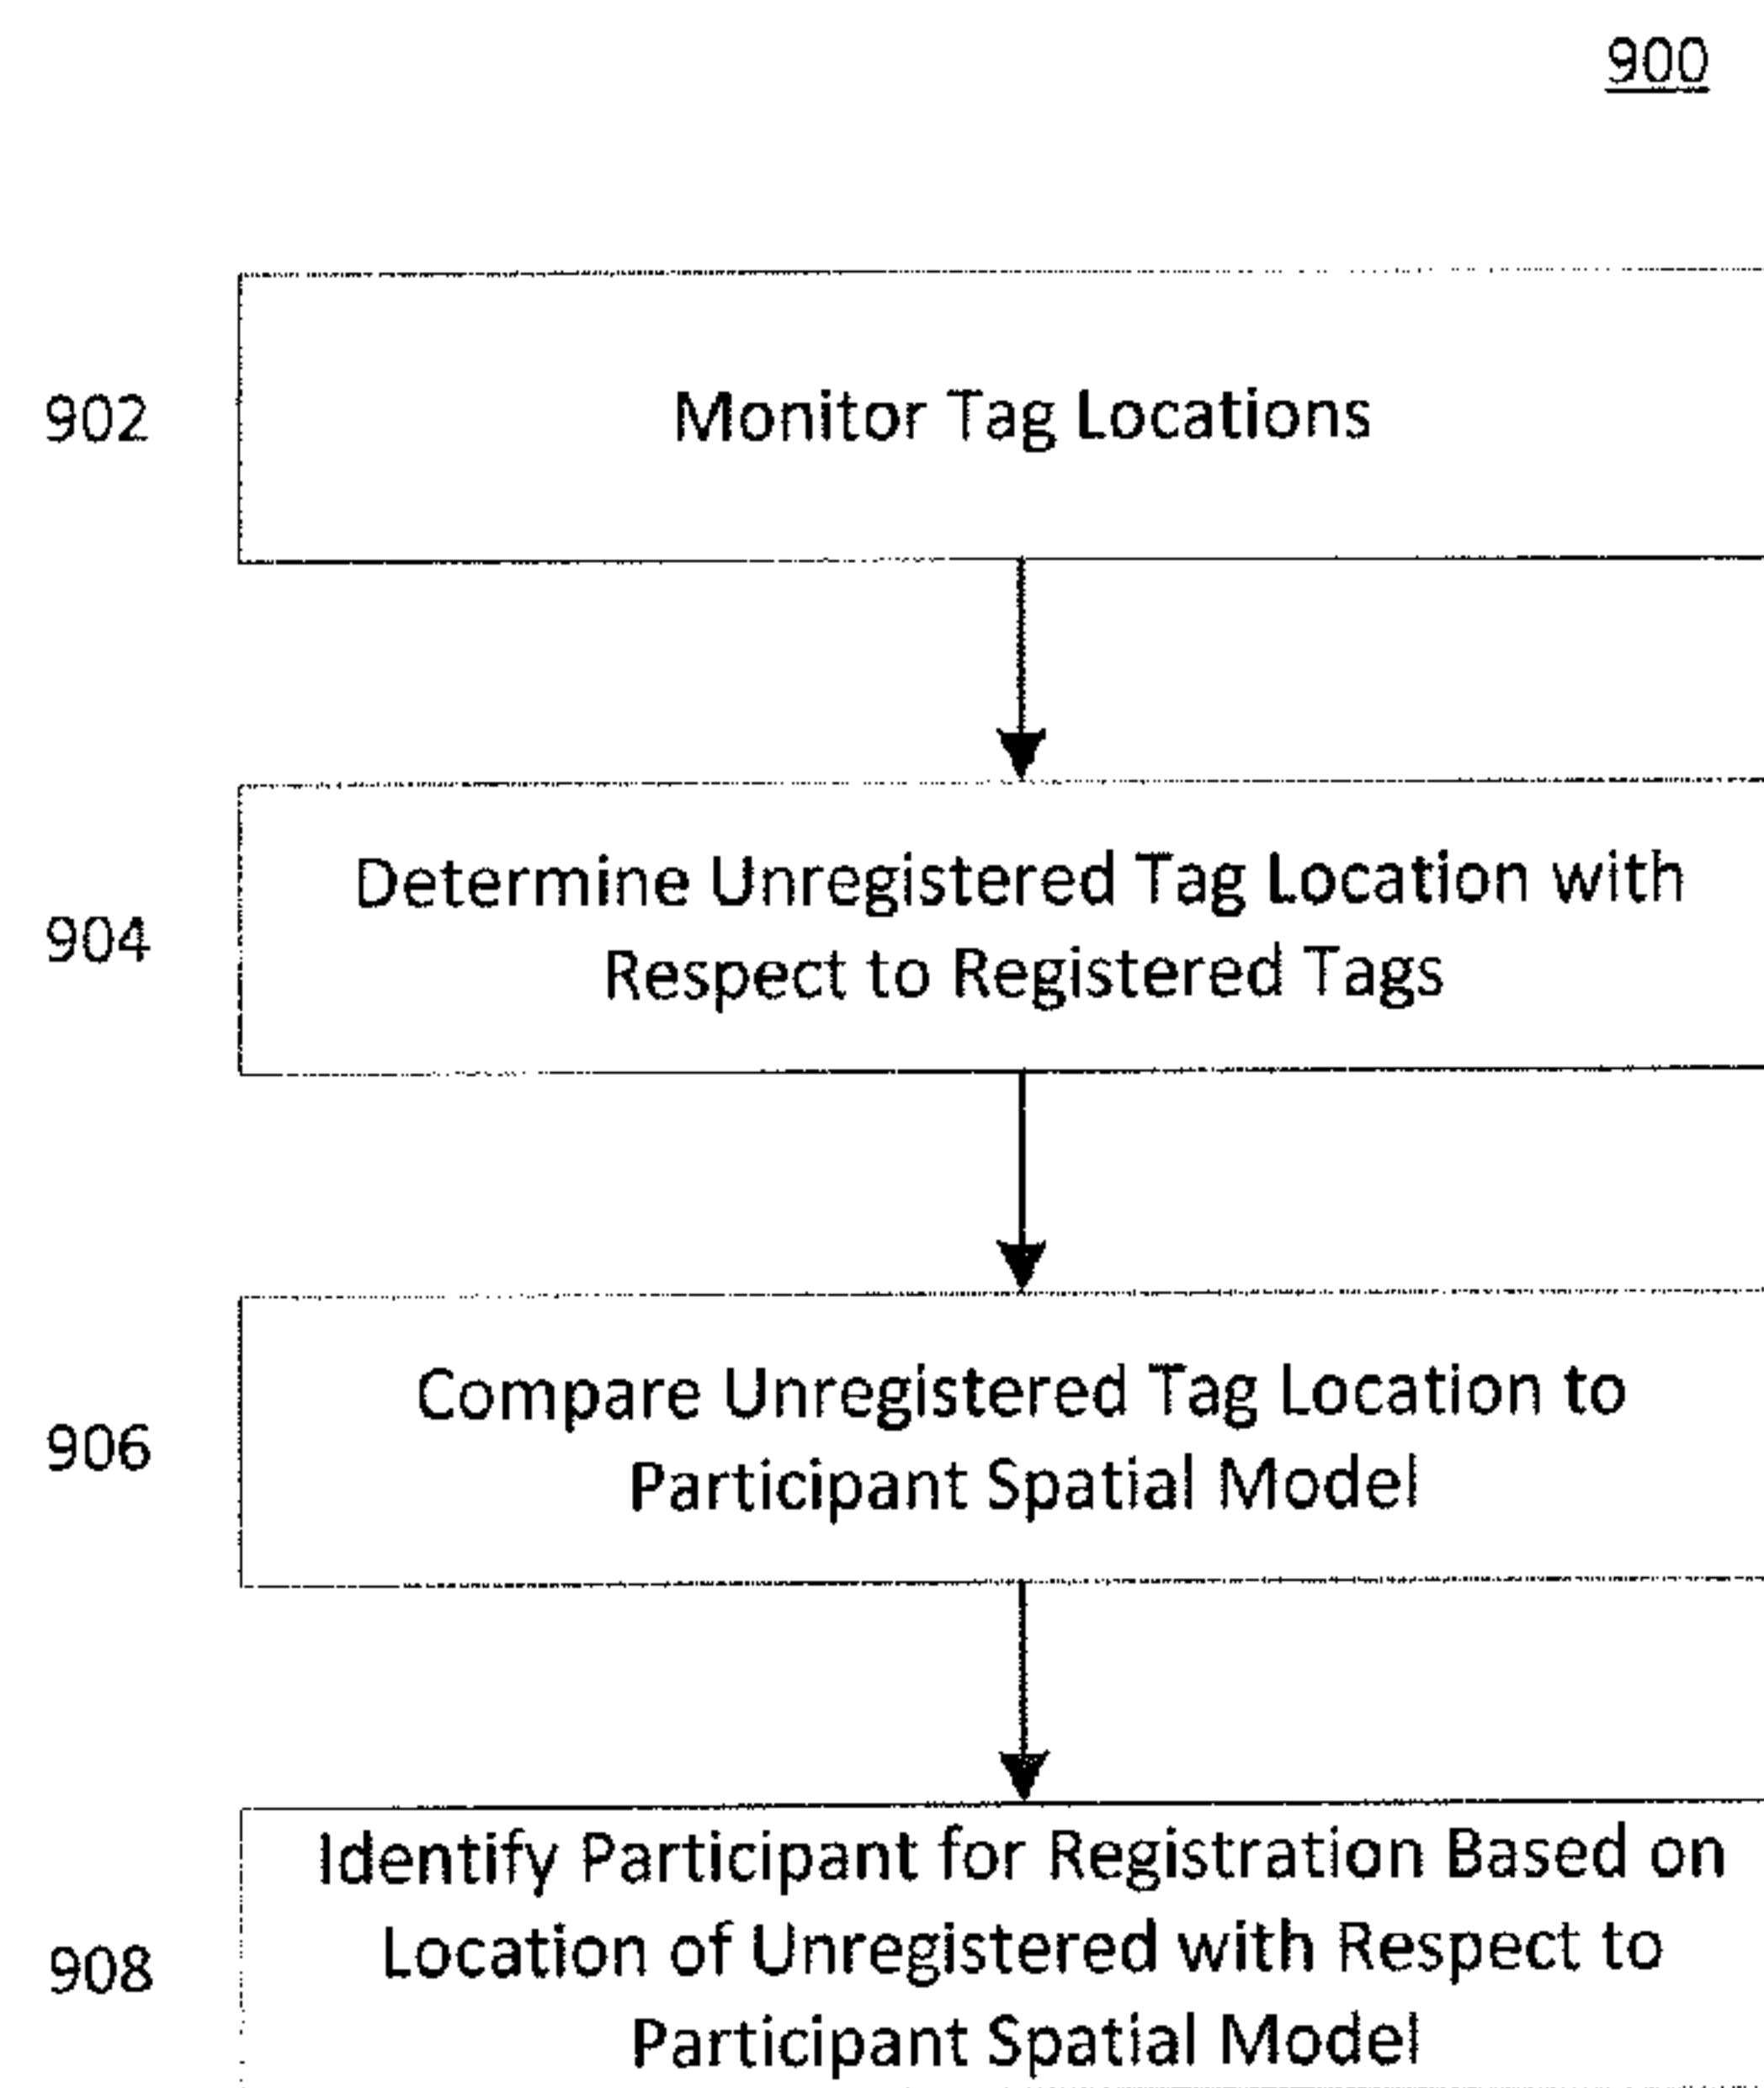 900
902
Monitor Tag Locations
904
Determine Unregistered Tag Location with
Respect to Registered Tags
906
Compare Unregistered Tag Location to
Participant Spatial Model
908
Identify Participant for Registration Based on
Location of Unregistered with Respect to
Participant Spatial Model